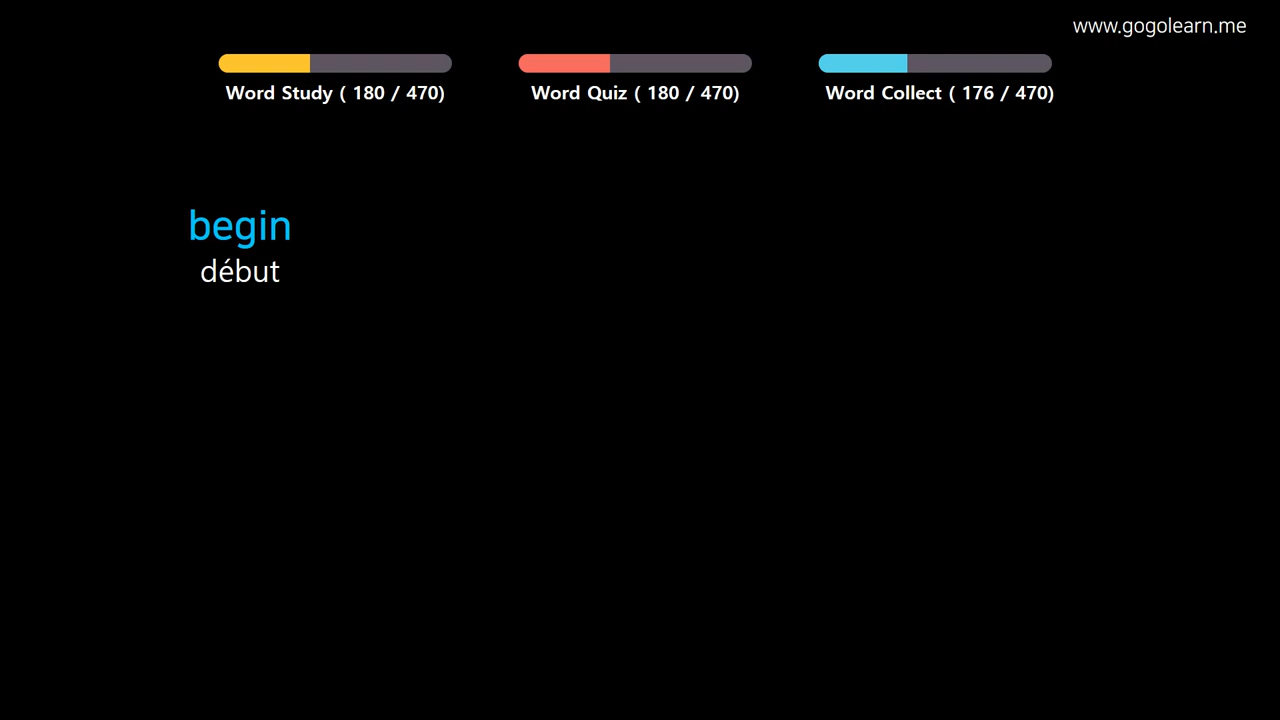 www.gogolearn.me
Word Study ( 180 / 470)
Word Quiz ( 180 / 470)
Word Collect ( 176 / 470)
begin
début